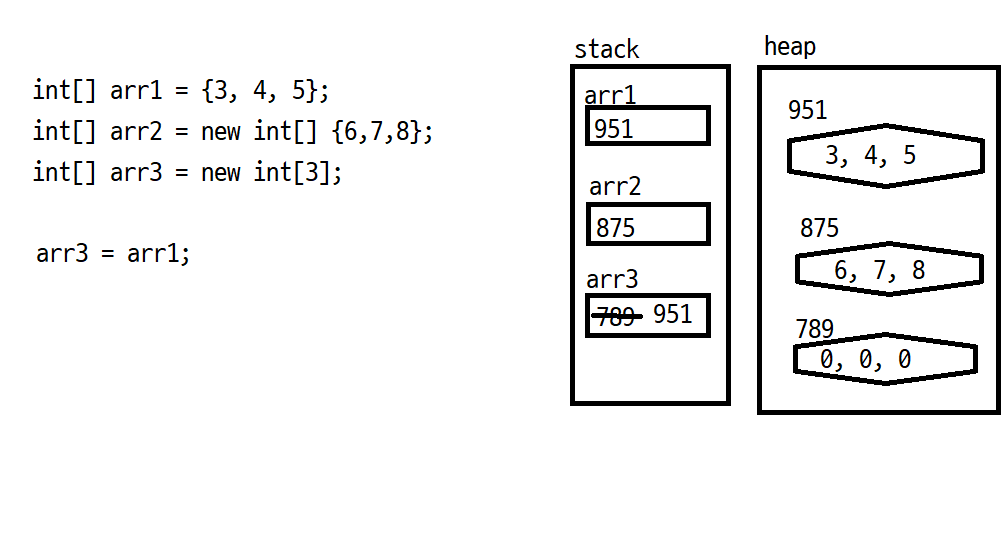 int[] arr1 = {3, 4, 5};
int[] arr2 = new int[] {6,7,8};
int[] arr3 = new int[3];
arr3 = arr1;
stack
arr1
951
arr2
875
arr3
789 951
heap
951
3, 4, 5
875
6, 7, 8
789
0, 0, 0